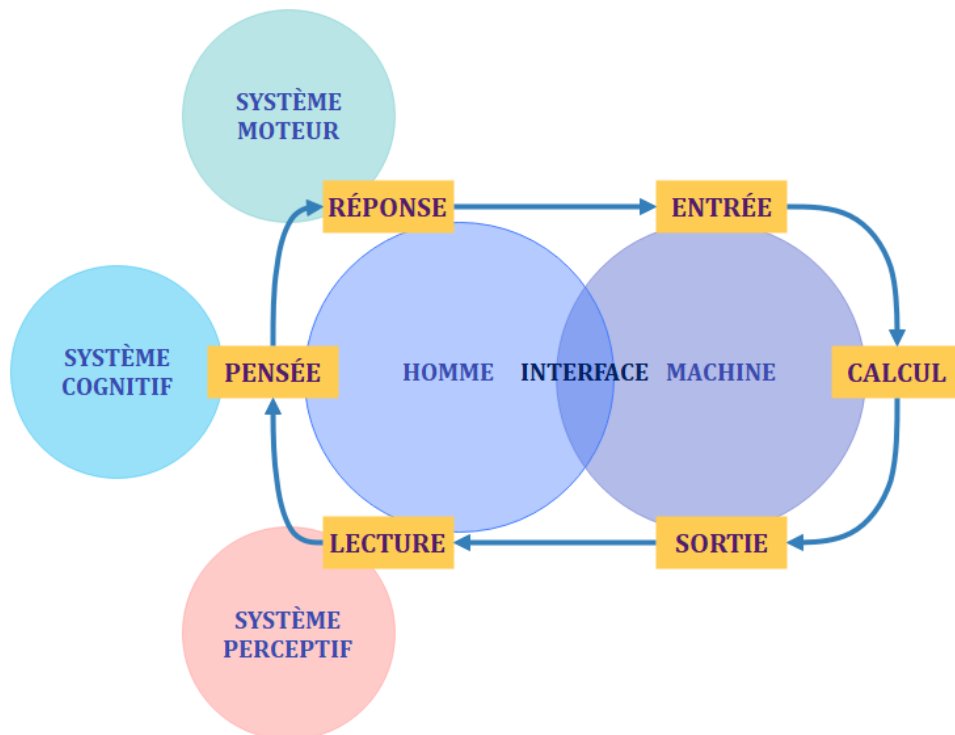 SYSTÈME
MOTEUR
RÉPONSE
ENTRÉE
SYSTÈME
COGNITIF
PENSÉE
HOMME
INTERFACE
MACHINE
CALCUL
LECTURE
SORTIE
SYSTÈME
PERCEPTIF